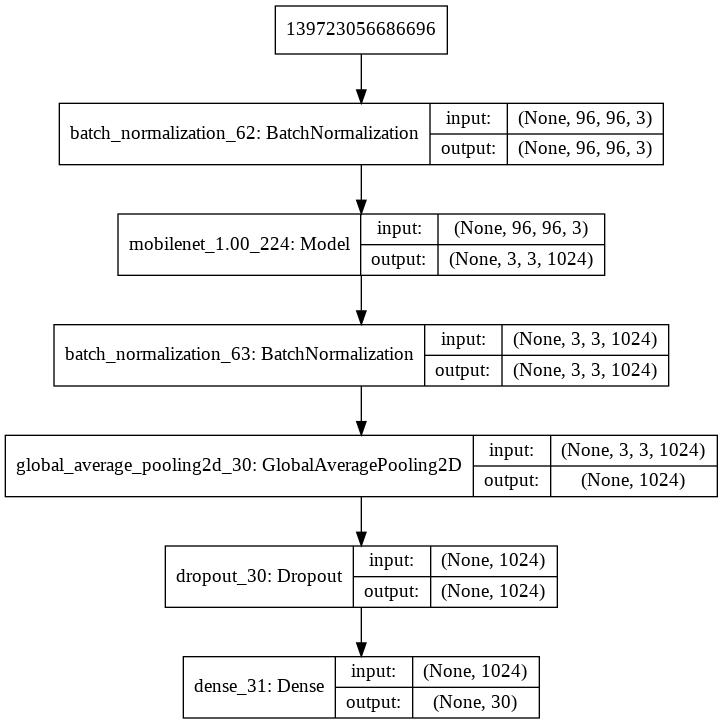 139723056686696
batch_normalization_62: BatchNormalization
input: (None, 96, 96, 3)
output: (None, 96, 96, 3)
mobilenet_1.00_224: Model
input: (None, 96, 96, 3)
output: (None, 3, 3, 1024)
batch_normalization_63: BatchNormalization
input: (None, 3, 3, 1024)
output: (None, 3, 3, 1024)
global_average_pooling2d_30: GlobalAveragePooling2D
input: (None, 3, 3, 1024)
output: (None, 1024)
dropout_30: Dropout
input: (None, 1024)
output: (None, 1024)
dense_31: Dense
input: (None, 1024)
output: (None, 30)